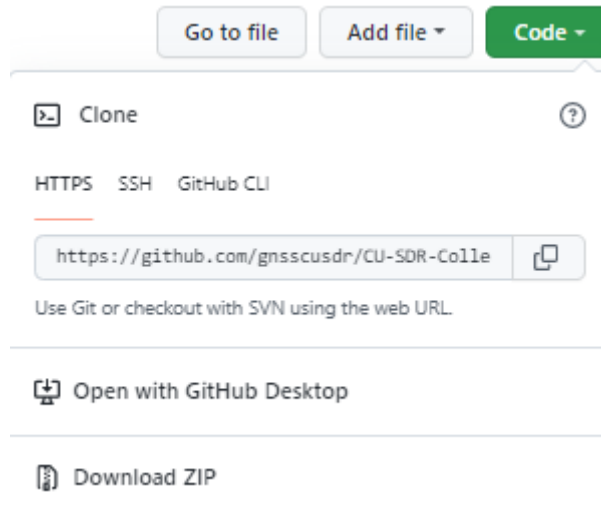 Go to file Add file Code
Clone
HTTPS SSH GitHub CLI
https://github.com/gnsscusdr/CU-SDR-Colle
Use Git or checkout with SVN using the web URL.
Open with GitHub Desktop
Download ZIP